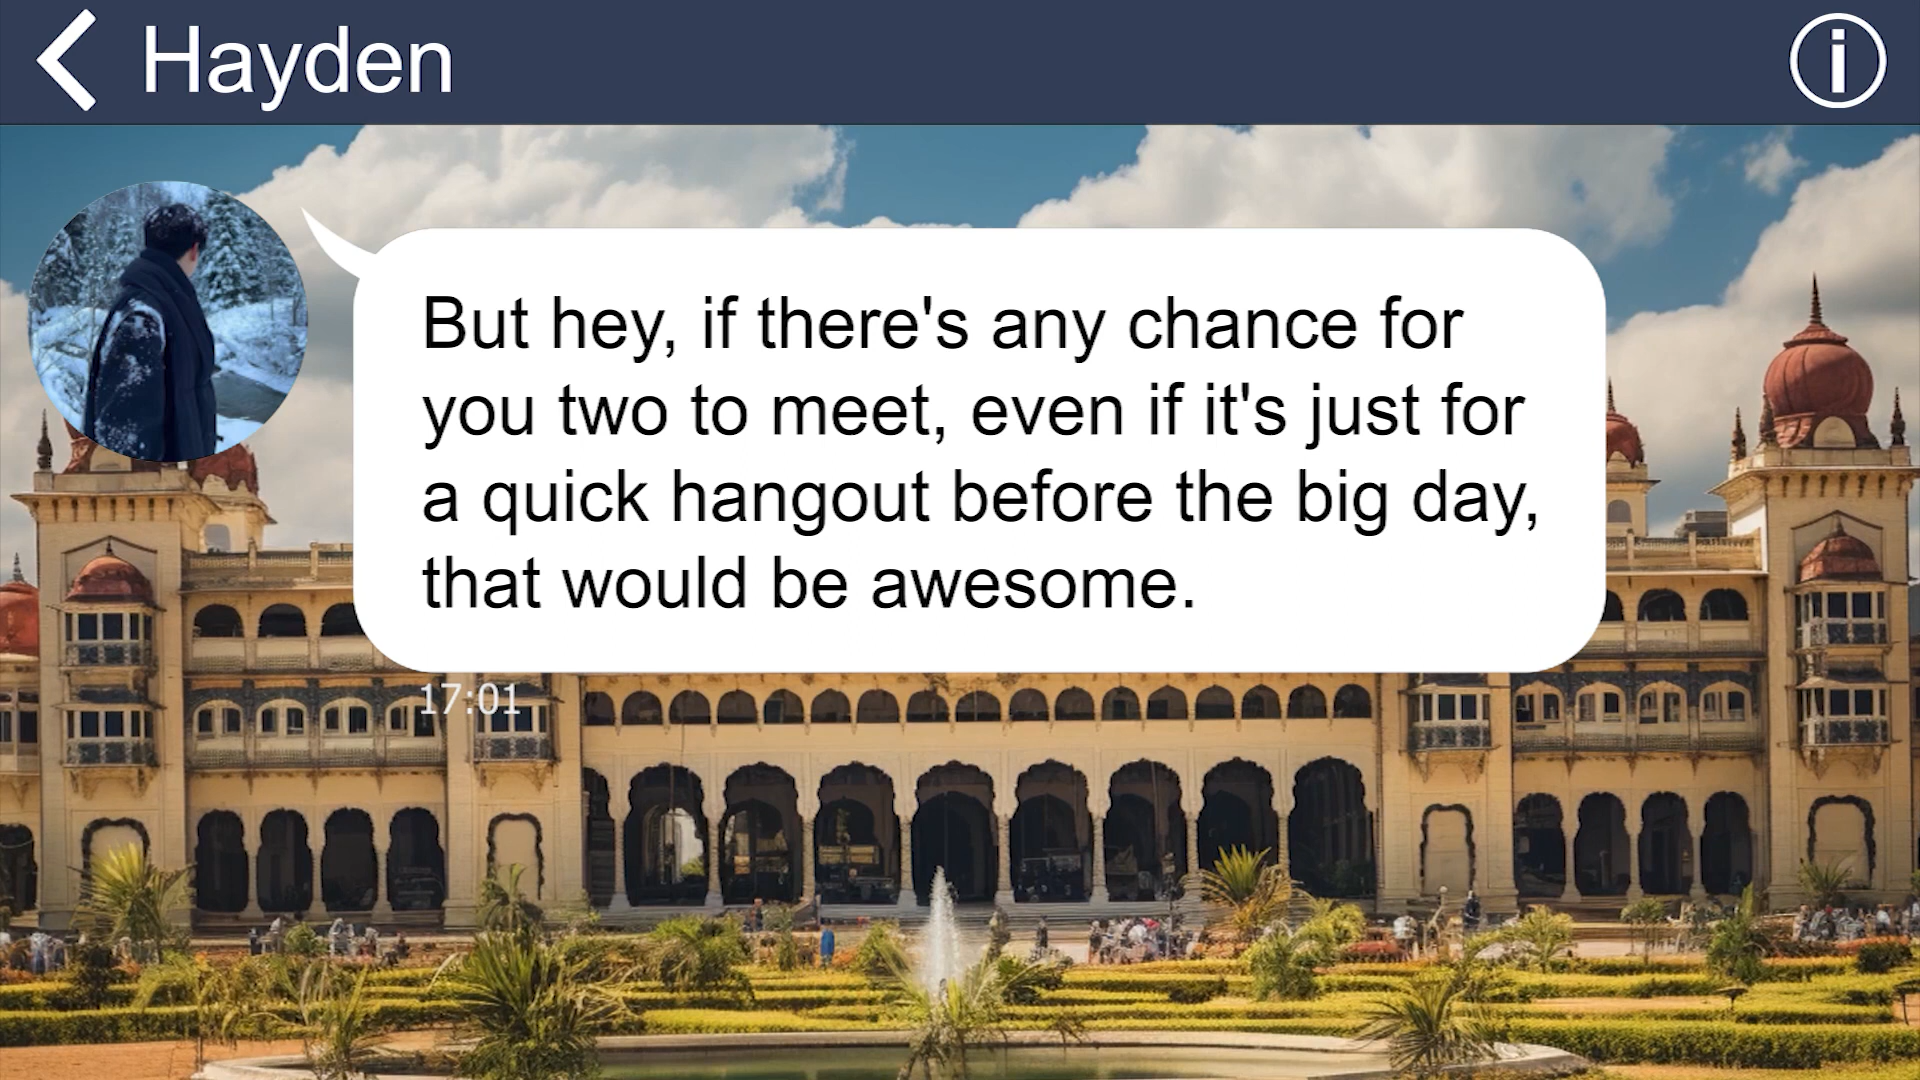 Hayden
But hey, if there's any chance for
you two to meet, even if it's just for
a quick hangout before the big day,
that would be awesome.
17:01